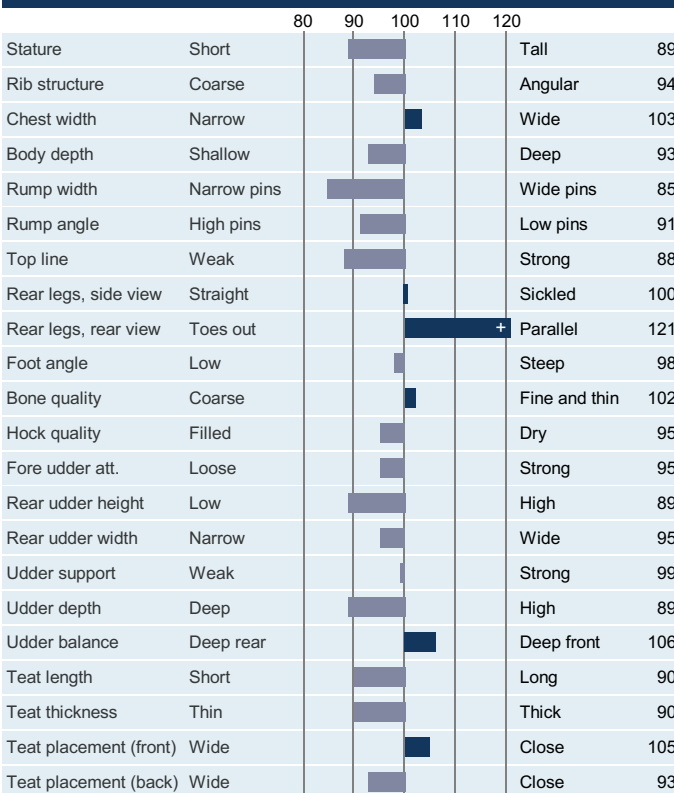 80 90 100 110 120
Stature Short Tall 89
Rib structure Coarse Angular 94
Chest width Narrow Wide 103
Body depth Shallow Deep 93
Rump width Narrow pins Wide pins 85
Rump angle High pins Low pins 91
Top line Weak Strong 88
Rear legs, side view Straight Sickled 100
Rear legs, rear view Toes out + Parallel 121
Foot angle Low Steep 98
Bone quality Coarse Fine and thin 102
Hock quality Filled Dry 95
Fore udder att. Loose Strong 95
Rear udder height Low High 89
Rear udder width Narrow Wide 95
Udder support Weak Strong 99
Udder depth Deep High 89
Udder balance Deep rear Deep front 106
Teat length Short Long 90
Teat thickness Thin Thick 90
Teat placement (front) Wide Close 105
Teat placement (back) Wide Close 93